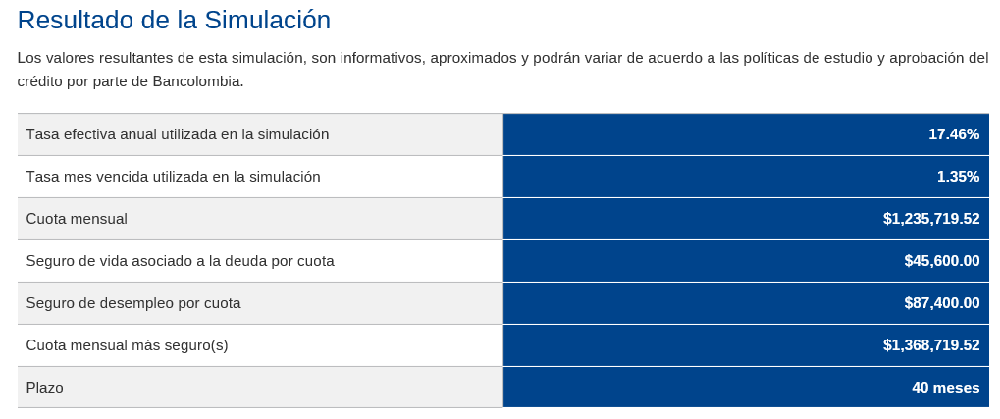 Resultado de la Simulación
Los valores resultantes de esta simulación, son informativos, aproximados y podrán variar de acuerdo a las políticas de estudio y aprobación del
crédito por parte de Bancolombia.
Tasa efectiva anual utilizada en la simulación 17.46%
Tasa mes vencida utilizada en la simulación 1.35%
Cuota mensual $1,235,719.52
Seguro de vida asociado a la deuda por cuota $45,600.00
Seguro de desempleo por cuota $87,400.00
Cuota mensual más seguro(s) $1,368,719.52
Plazo 40 meses